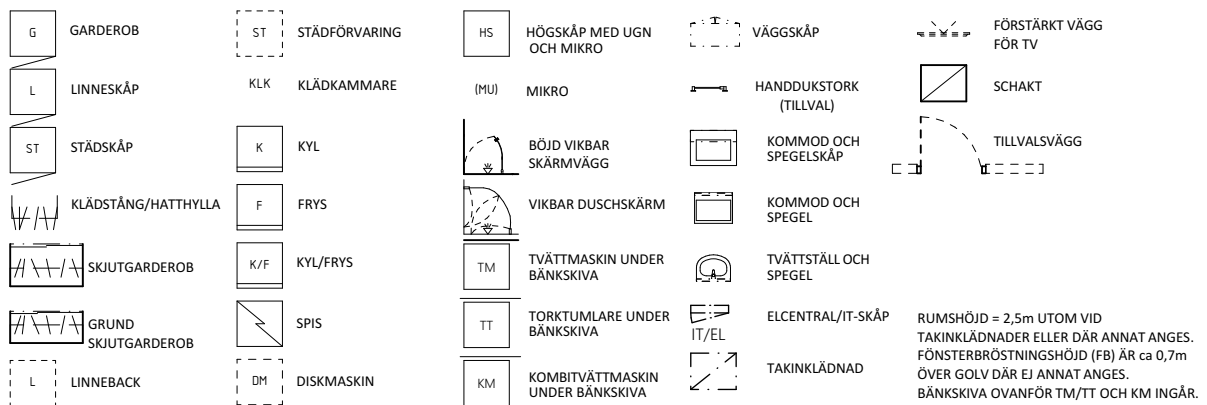 G
GARDEROB
L
LINNESKÅP
ST
STÄDSKÅP
KLÄDSTÅNG/HATTHYLLA
SKJUTGARDEROB
GRUND
SKJUTGARDEROB
L
LINNEBACK
ST
STÄDFÖRVARING
KLK
KLÄDKAMMARE
K
KYL
F
FRYS
K/F
KYL/FRYS
SPIS
DM
DISKMASKIN
HS
HÖGSKÅP MED UGN
OCH MIKRO
(MU)
MIKRO
BÖJD VIKBAR
SKÄRMVÄGG
VIKBAR DUSCHSKÄRM
TM
TVÄTTMASKIN UNDER
BÄNKSKIVA
TT
TORKTUMLARE UNDER
BÄNKSKIVA
KM
KOMBITVÄTTMASKIN
UNDER BÄNKSKIVA
VÄGGSKÅP
HANDDUKSTORK
(TILLVAL)
KOMMOD OCH
SPEGELSKÅP
KOMMOD OCH
SPEGEL
TVÄTTSTÄLL OCH
SPEGEL
IT/EL
ELCENTRAL/IT-SKÅP
TAKINKLÄDNAD
FÖRSTÄRKT VÄGG
FÖR TV
SCHAKT
TILLVALSVÄGG
RUMSHÖJD = 2,5m UTOM VID
TAKINKLÄDNADER ELLER DÄR ANNAT ANGES.
FÖNSTERBRÖSTNINGSHÖJD (FB) ÄR ca 0,7m
ÖVER GOLV DÄR EJ ANNAT ANGES.
BÄNKSKIVA OVANFÖR TM/TT OCH KM INGÅR.